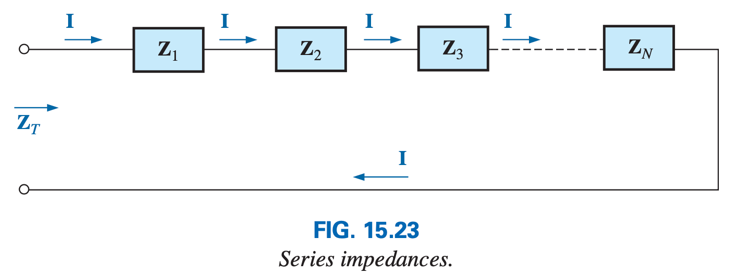 I I I I
Z1 Z2 Z3 ZN
ZT
I
FIG. 15.23
Series impedances.